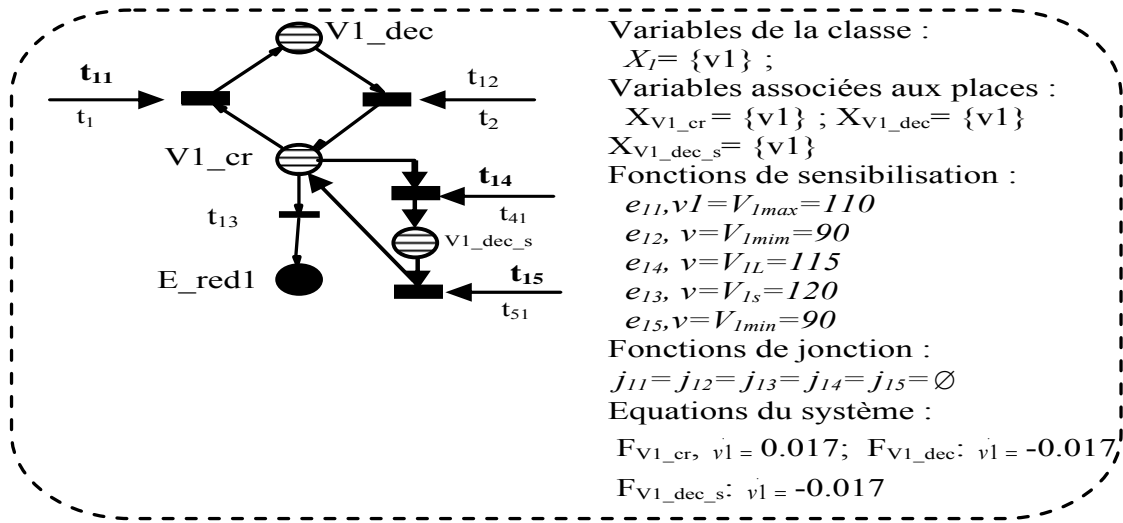 V1_dec
t11
t1
t12
t2
V1_cr
t14
t41
t13
V1_dec_s
E_red1
t15
t51
Variables de la classe :
X1= {v1} ;
Variables associées aux places :
XV1_cr = {v1} ; XV1_dec= {v1}
XV1_dec_s= {v1}
Fonctions de sensibilisation :
e11,v1=V1max=110
e12, v=V1mim=90
e14, v=V1L=115
e13, v=V1s=120
e15,v=V1min=90
Fonctions de jonction :
j11= j12= j13= j14= j15=∅
Equations du système :
FV1_cr, v̇1 = 0.017; FV1_dec: v̇1 = -0.017
FV1_dec_s: v̇1 = -0.017